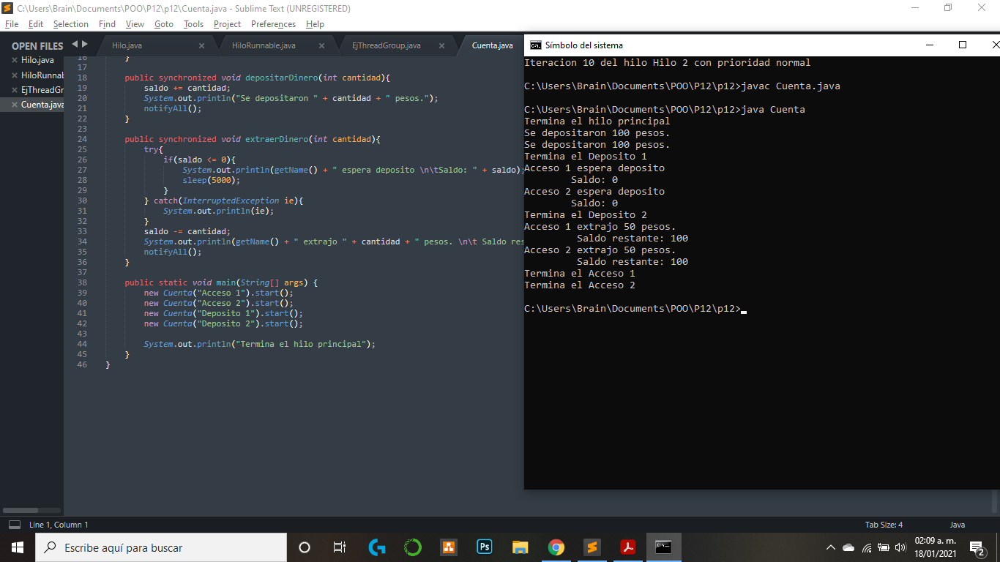 C:\Users\Brain\Documents\POO\P12\p12\Cuenta.java - Sublime Text (UNREGISTERED)
File Edit Selection Find View Goto Tools Project Preferences Help
OPEN FILES
Hilo.java
HiloRunnab
EjThreadGr
Cuenta.java
Hilo.java HiloRunnable.java EjThreadGroup.java Cuenta.java
16 }
17
18 public synchronized void depositarDinero(int cantidad){
19 saldo += cantidad;
20 System.out.println("Se depositaron " + cantidad + " pesos.");
21 notifyAll();
22 }
23
24 public synchronized void extraerDinero(int cantidad){
25 try{
26 if(saldo <= 0){
27 System.out.println(getName() + " espera deposito \n\tSaldo: " + saldo);
28 sleep(5000);
29 }
30 } catch(InterruptedException ie){
31 System.out.println(ie);
32 }
33 saldo -= cantidad;
34 System.out.println(getName() + " extrajo " + cantidad + " pesos. \n\t Saldo res
35 notifyAll();
36 }
37
38 public static void main(String[] args) {
39 new Cuenta("Acceso 1").start();
40 new Cuenta("Acceso 2").start();
41 new Cuenta("Deposito 1").start();
42 new Cuenta("Deposito 2").start();
43
44 System.out.println("Termina el hilo principal");
45 }
46 }
Símbolo del sistema
Iteracion 10 del hilo Hilo 2 con prioridad normal
C:\Users\Brain\Documents\POO\P12\p12>javac Cuenta.java
C:\Users\Brain\Documents\POO\P12\p12>java Cuenta
Termina el hilo principal
Se depositaron 100 pesos.
Se depositaron 100 pesos.
Termina el Deposito 1
Acceso 1 espera deposito
Saldo: 0
Acceso 2 espera deposito
Saldo: 0
Termina el Deposito 2
Acceso 1 extrajo 50 pesos.
Saldo restante: 100
Acceso 2 extrajo 50 pesos.
Saldo restante: 100
Termina el Acceso 1
Termina el Acceso 2
C:\Users\Brain\Documents\POO\P12\p12>
Line 1, Column 1 Tab Size: 4 Java
Escribe aquí para buscar
Ps
02:09 a. m.
18/01/2021
2